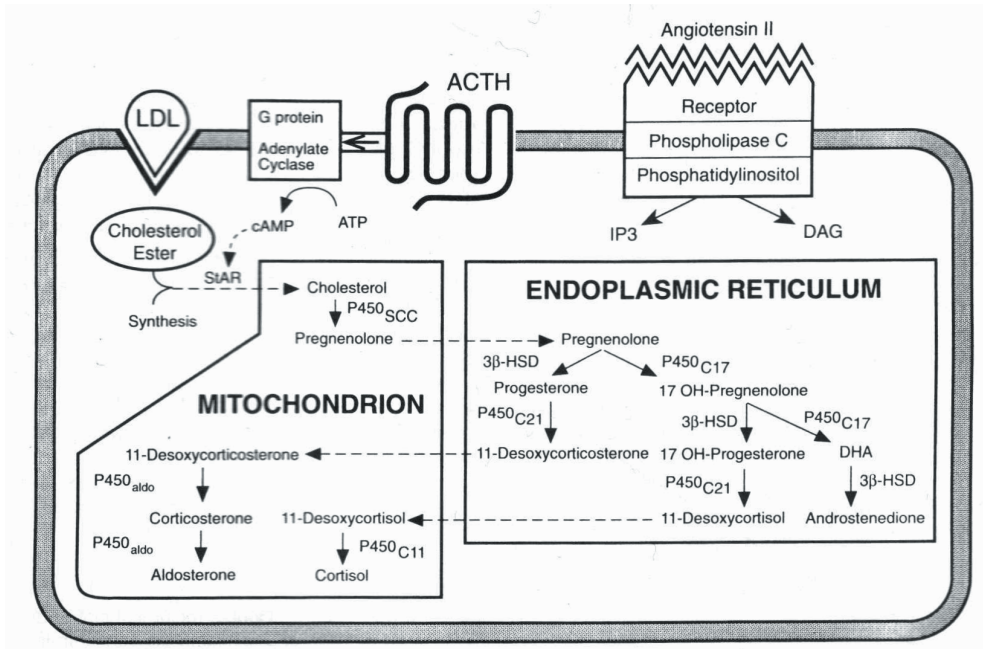 Angiotensin II
ACTH
LDL
G protein
Adenylate
Cyclase
Receptor
Phospholipase C
Phosphatidylinositol
cAMP
ATP
IP3
DAG
Cholesterol
Ester
StAR
Synthesis
Cholesterol
P450SCC
Pregnenolone
MITOCHONDRION
11-Desoxycorticosterone
P450aldo
Corticosterone
P450aldo
Aldosterone
11-Desoxycortisol
P450C11
Cortisol
ENDOPLASMIC RETICULUM
Pregnenolone
3β-HSD
P450C17
Progesterone
17 OH-Pregnenolone
P450C21
3β-HSD
P450C17
11-Desoxycorticosterone
17 OH-Progesterone
DHA
P450C21
3β-HSD
11-Desoxycortisol
Androstenedione